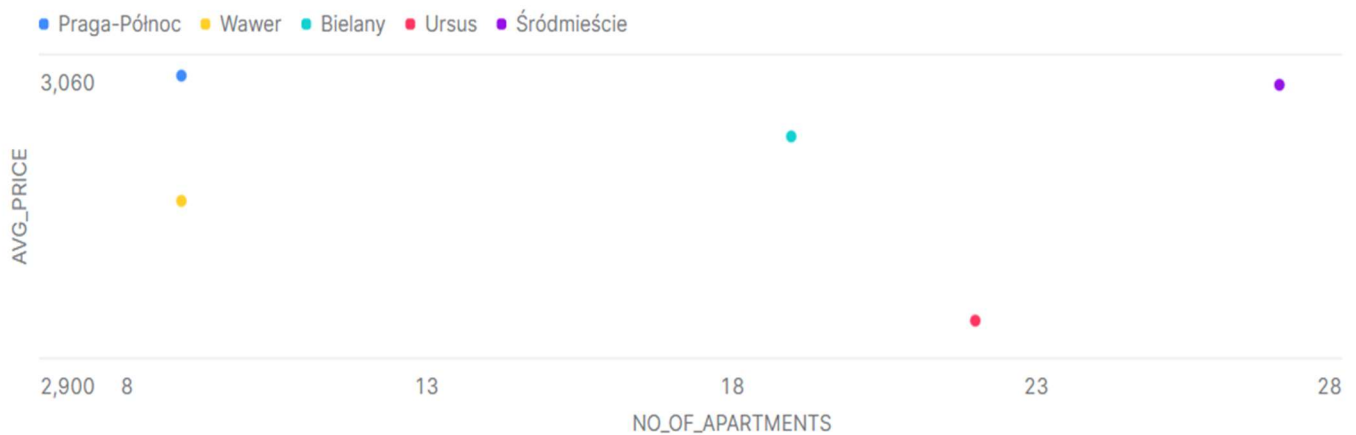 Praga-Północ Wawer Bielany Ursus Śródmieście
3,060
AVG_PRICE
2,900 8 13 18 23 28
NO_OF_APARTMENTS